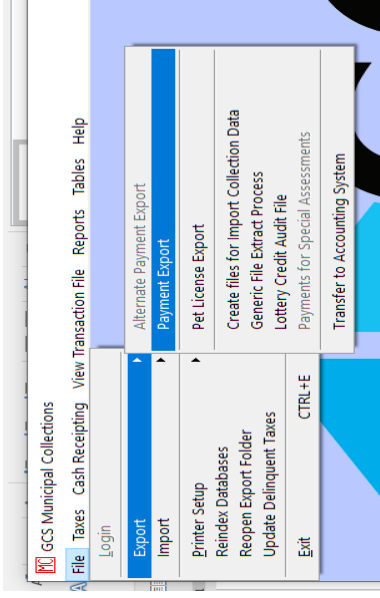 GCS Municipal Collections
File Taxes Cash Receipting View Transaction File Reports Tables Help
Login
Export
Import
Printer Setup
Reindex Databases
Reopen Export Folder
Update Delinquent Taxes
Exit CTRL+E
Alternate Payment Export
Payment Export
Pet License Export
Create files for Import Collection Data
Generic File Extract Process
Lottery Credit Audit File
Payments for Special Assessments
Transfer to Accounting System